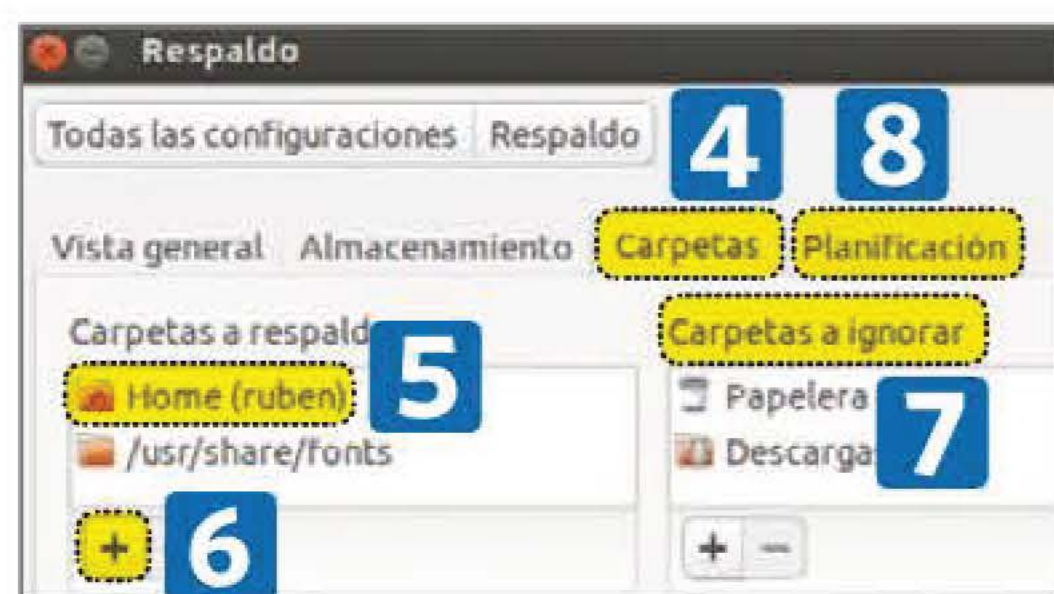 Respaldo
Todas las configuraciones Respaldo
4 8
Vista general Almacenamiento Carpetas Planificación
Carpetas a respald
5
Carpetas a ignorar
Home (ruben)
Papelera
7
/usr/share/fonts
Descarga
+ 6
+ -